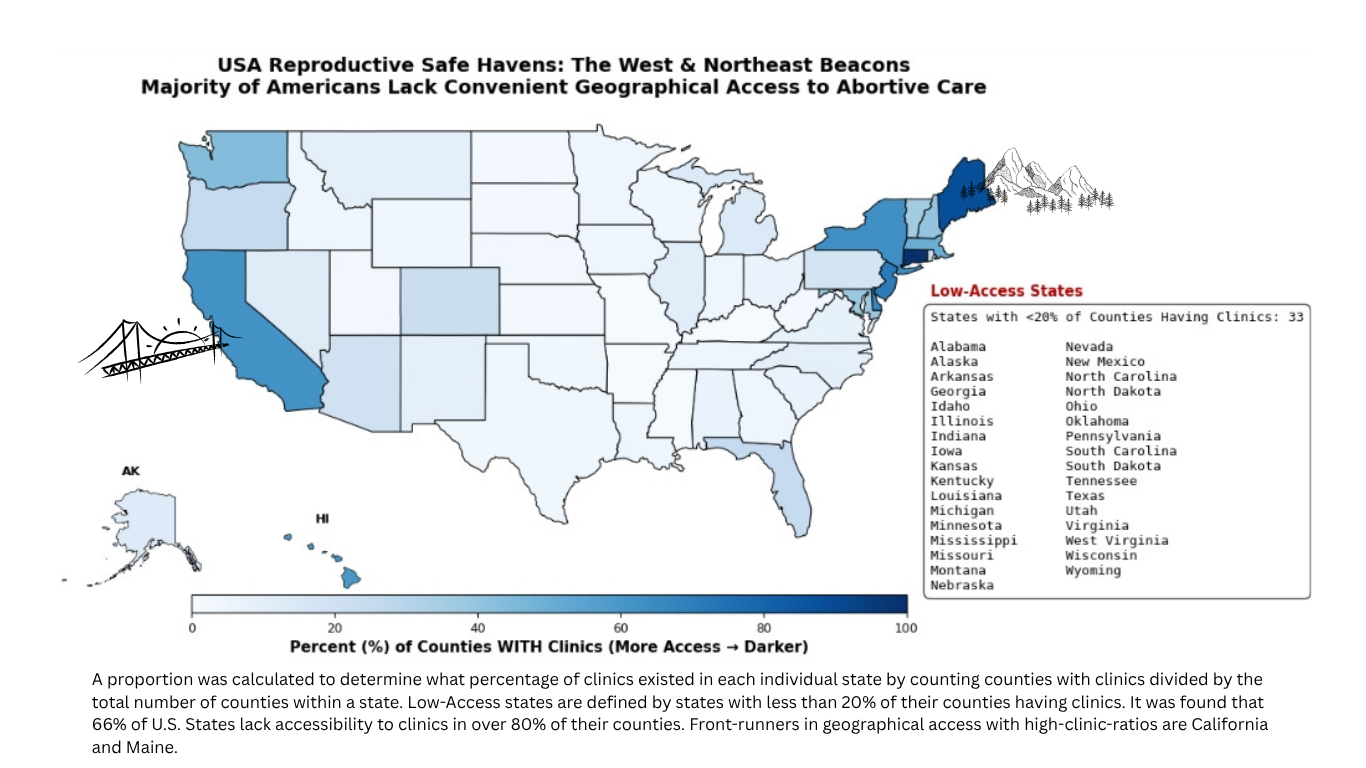 USA Reproductive Safe Havens: The West & Northeast Beacons
Majority of Americans Lack Convenient Geographical Access to Abortive Care
Low-Access States
States with <20% of Counties Having Clinics: 33
Alabama Nevada
Alaska New Mexico
Arkansas North Carolina
Georgia North Dakota
Idaho Ohio
Illinois Oklahoma
Indiana Pennsylvania
Iowa South Carolina
Kansas South Dakota
Kentucky Tennessee
Louisiana Texas
Michigan Utah
Minnesota Virginia
Mississippi West Virginia
Missouri Wisconsin
Montana Wyoming
Nebraska
AK
HI
0 20 40 60 80 100
Percent (%) of Counties WITH Clinics (More Access → Darker)
A proportion was calculated to determine what percentage of clinics existed in each individual state by counting counties with clinics divided by the
total number of counties within a state. Low-Access states are defined by states with less than 20% of their counties having clinics. It was found that
66% of U.S. States lack accessibility to clinics in over 80% of their counties. Front-runners in geographical access with high-clinic-ratios are California
and Maine.